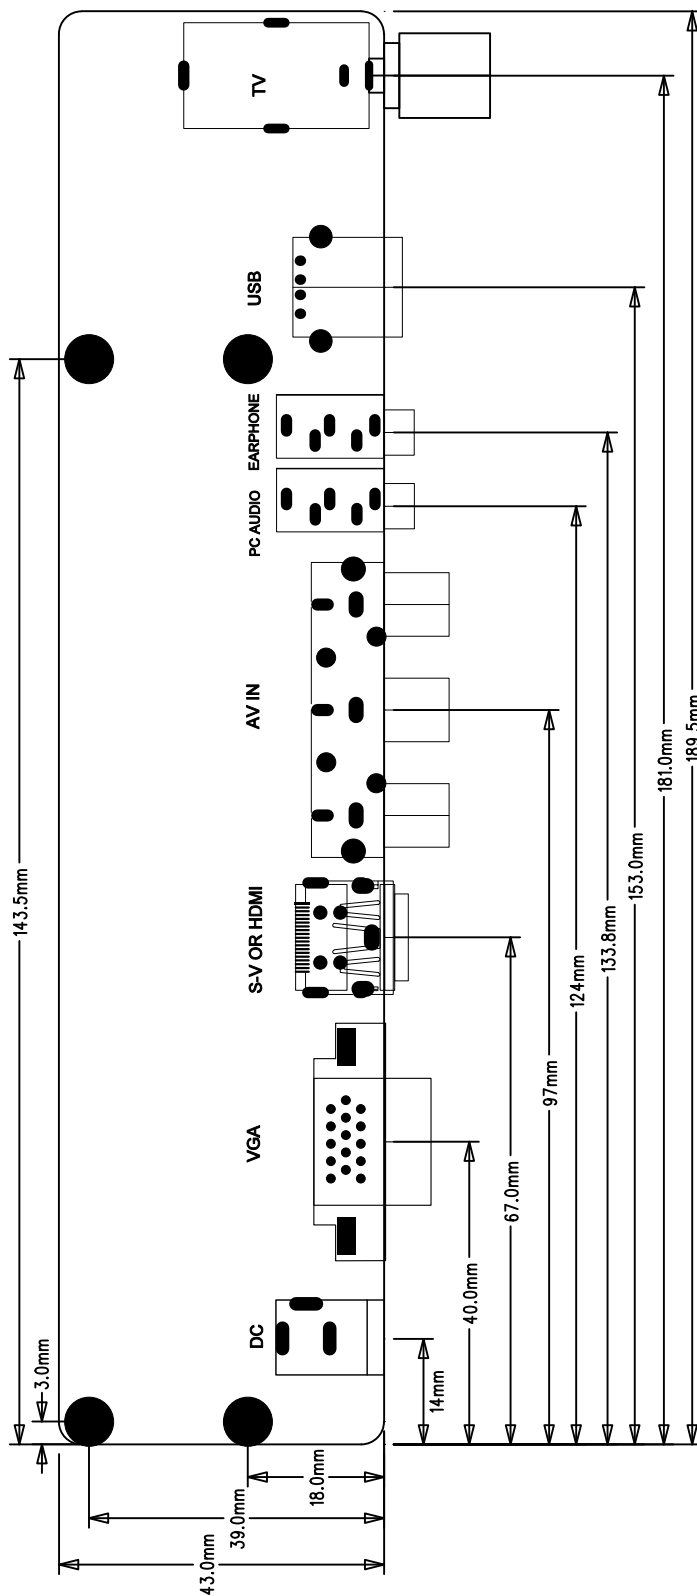 TV
USB
EARPHONE
PC AUDIO
AV IN
S-V OR HDMI
VGA
DC
143.5mm
3.0mm
18.0mm
39.0mm
43.0mm
14mm
40.0mm
67.0mm
97mm
124mm
133.8mm
153.0mm
181.0mm
189.5mm